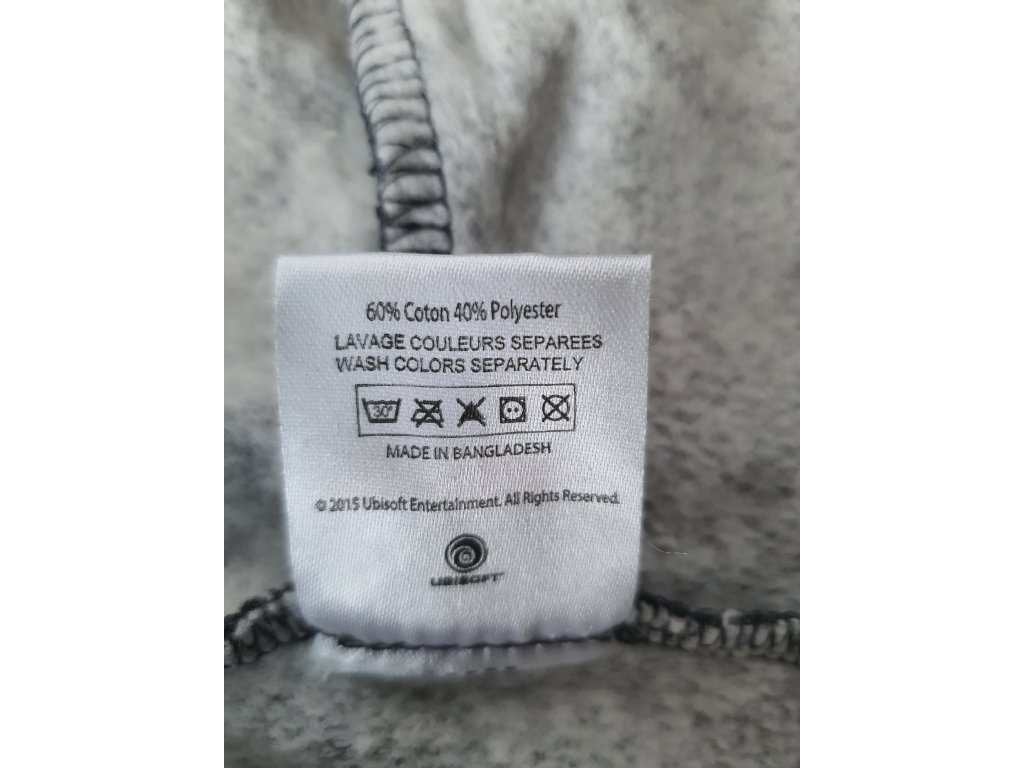 60% Coton 40% Polyester
LAVAGE COULEURS SEPAREES
WASH COLORS SEPARATELY
30°
MADE IN BANGLADESH
© 2015 Ubisoft Entertainment. All Rights Reserved.
UBISOFT